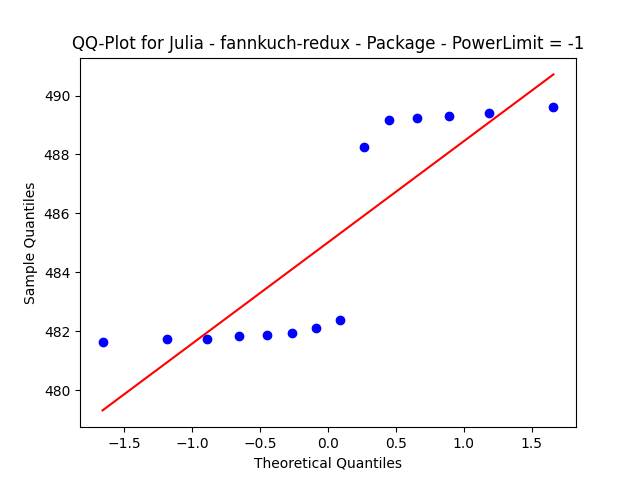 QQ-Plot for Julia - fannkuch-redux - Package - PowerLimit = -1
490
488
486
484
482
480
Sample Quantiles
−1.5 −1.0 −0.5 0.0 0.5 1.0 1.5
Theoretical Quantiles